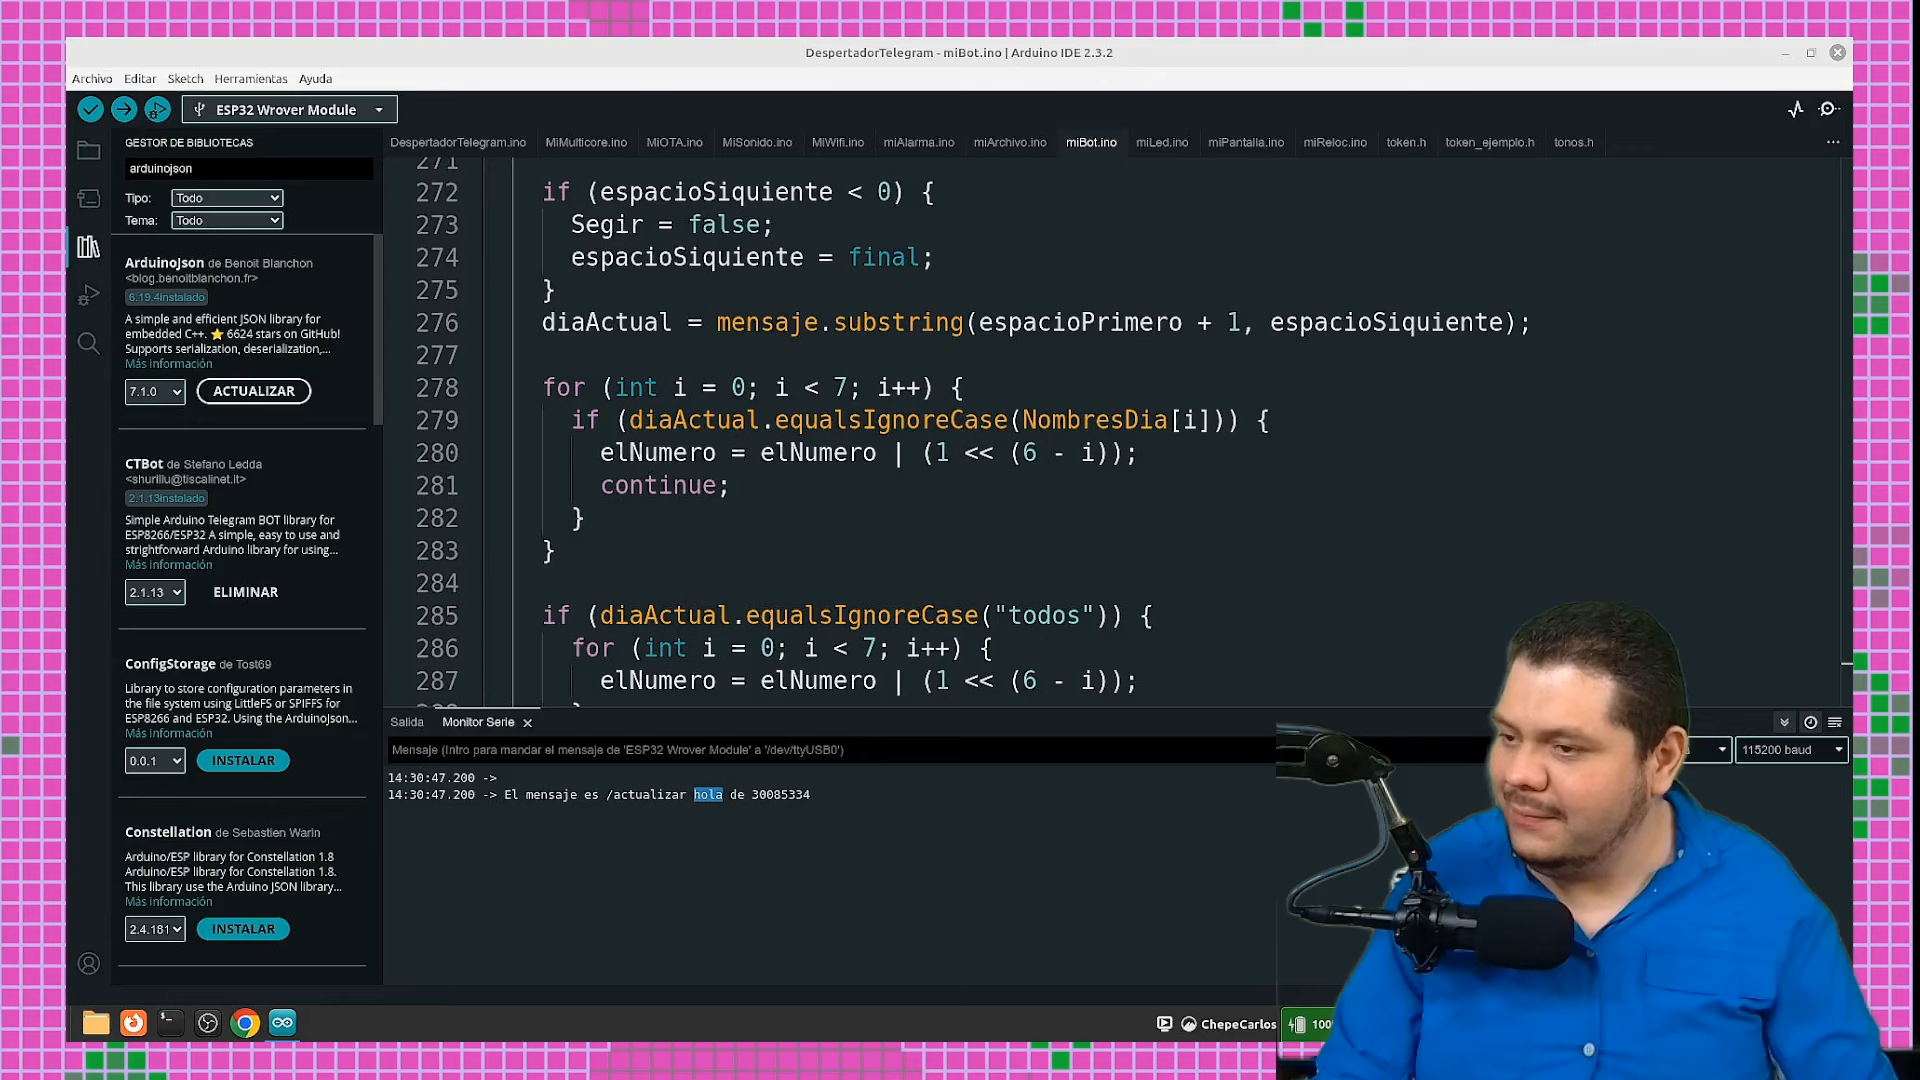 DespertadorTelegram - miBot.ino | Arduino IDE 2.3.2
Archivo Editar Sketch Herramientas Ayuda
ESP32 Wrover Module
GESTOR DE BIBLIOTECAS
arduinojson
Tipo: Todo
Tema: Todo
ArduinoJson de Benoit Blanchon
<blog.benoitblanchon.fr>
6.19.4instalado
A simple and efficient JSON library for
embedded C++. ⭐ 6624 stars on GitHub!
Supports serialization, deserialization,...
Más información
7.1.0 ACTUALIZAR
CTBot de Stefano Ledda
<shurillu@tiscalinet.it>
2.1.13instalado
Simple Arduino Telegram BOT library for
ESP8266/ESP32 A simple, easy to use and
strightforward Arduino library for using...
Más información
2.1.13 ELIMINAR
ConfigStorage de Tost69
Library to store configuration parameters in
the file system using LittleFS or SPIFFS for
ESP8266 and ESP32. Using the ArduinoJson...
Más información
0.0.1 INSTALAR
Constellation de Sebastien Warin
Arduino/ESP library for Constellation 1.8
Arduino/ESP library for Constellation 1.8.
This library use the Arduino JSON library...
Más información
2.4.181 INSTALAR
DespertadorTelegram.ino MiMulticore.ino MiOTA.ino MiSonido.ino MiWifi.ino miAlarma.ino miArchivo.ino miBot.ino miLed.ino miPantalla.ino miReloc.ino token.h token_ejemplo.h tonos.h
271
272 if (espacioSiquiente < 0) {
273 Segir = false;
274 espacioSiquiente = final;
275 }
276 diaActual = mensaje.substring(espacioPrimero + 1, espacioSiquiente);
277
278 for (int i = 0; i < 7; i++) {
279 if (diaActual.equalsIgnoreCase(NombresDia[i])) {
280 elNumero = elNumero | (1 << (6 - i));
281 continue;
282 }
283 }
284
285 if (diaActual.equalsIgnoreCase("todos")) {
286 for (int i = 0; i < 7; i++) {
287 elNumero = elNumero | (1 << (6 - i));
Salida Monitor Serie
Mensaje (Intro para mandar el mensaje de 'ESP32 Wrover Module' a '/dev/ttyUSB0')
115200 baud
14:30:47.200 ->
14:30:47.200 -> El mensaje es /actualizar hola de 30085334
ChepeCarlos